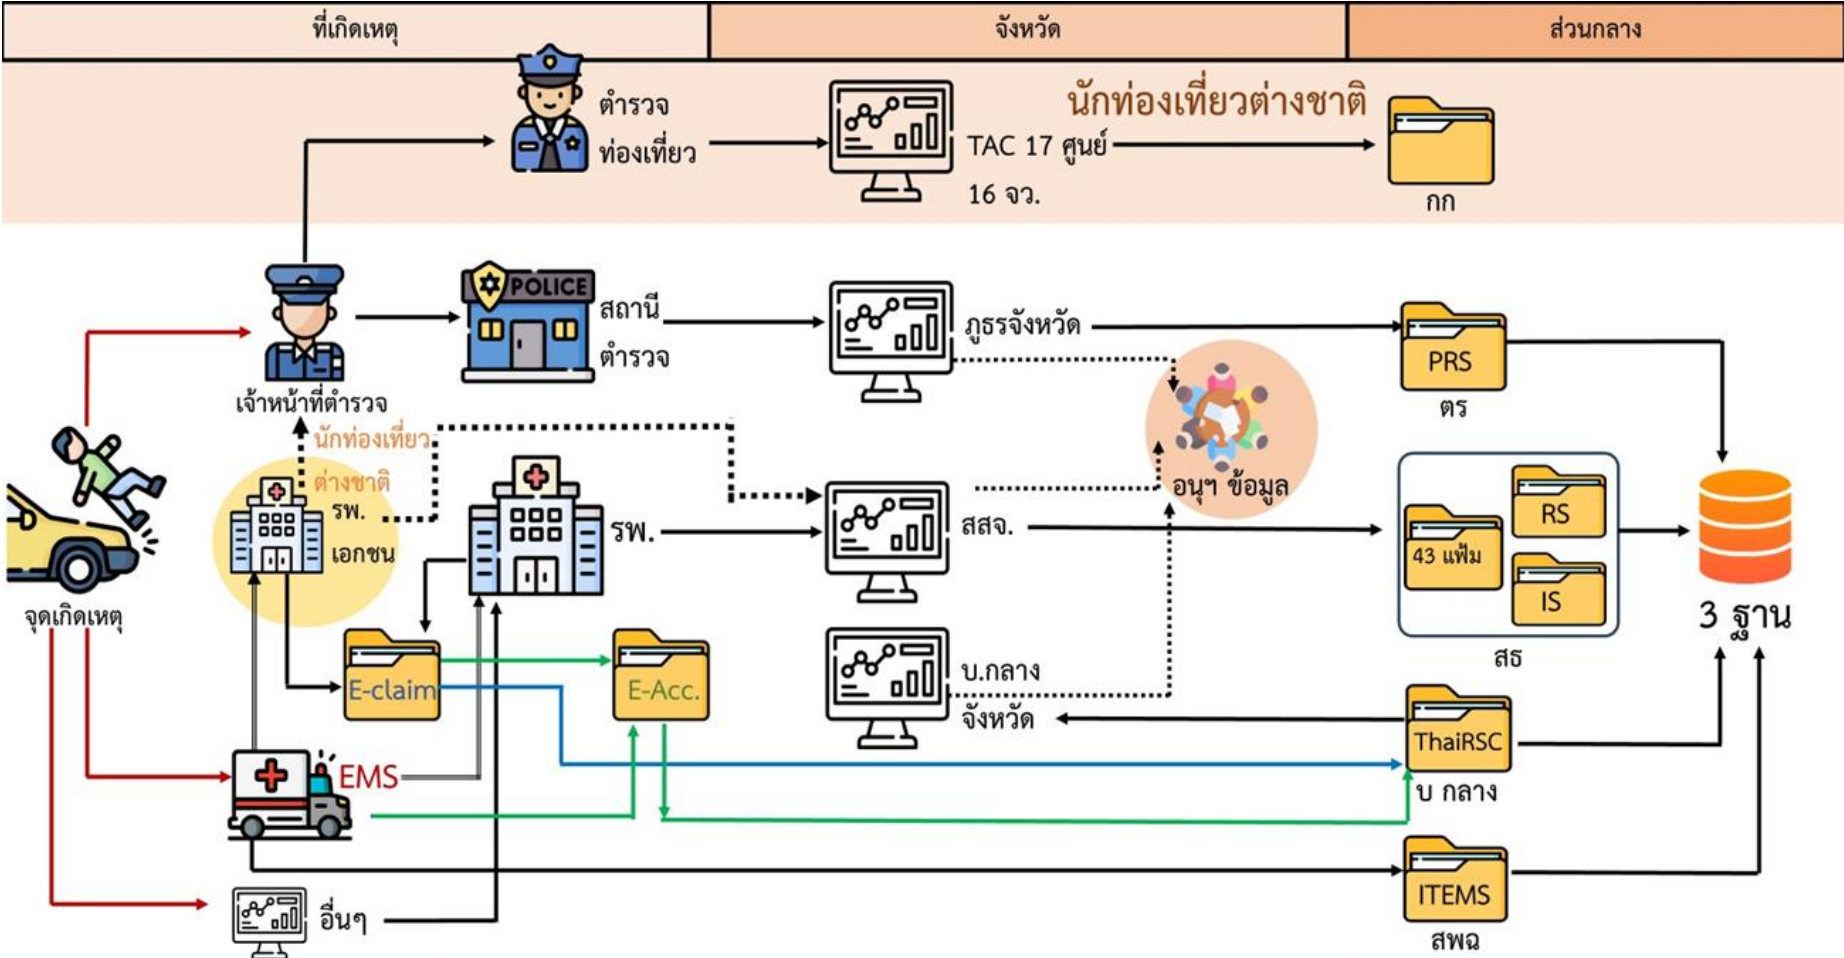 ที่เกิดเหตุ
จังหวัด
ส่วนกลาง
ตำรวจ
ท่องเที่ยว
นักท่องเที่ยวต่างชาติ
TAC 17 ศูนย์
16 จว.
กก
POLICE
สถานี
ตำรวจ
ภูธรจังหวัด
PRS
ตร
เจ้าหน้าที่ตำรวจ
นักท่องเที่ยว
ต่างชาติ
รพ.
เอกชน
รพ.
สสจ.
อนุฯ ข้อมูล
RS
43 แฟ้ม
IS
สธ
3 ฐาน
จุดเกิดเหตุ
E-claim
E-Acc.
บ.กลาง
จังหวัด
ThaiRSC
บ กลาง
EMS
ITEMS
สพฉ
อื่นๆ